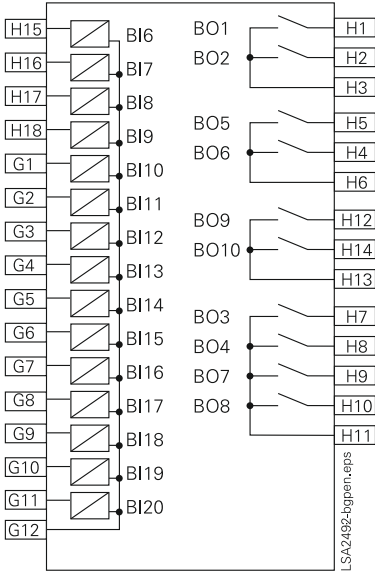 H15 BI6 BO1 H1
H16 BI7 BO2 H2
H17 BI8 H3
H18 BI9 BO5 H5
G1 BI10 BO6 H4
G2 BI11 H6
G3 BI12 BO9 H12
G4 BI13 BO10 H14
G5 BI14 H13
G6 BI15 BO3 H7
G7 BI16 BO4 H8
G8 BI17 BO7 H9
G9 BI18 BO8 H10
G10 BI19 H11
G11 BI20
G12
LSA2492-bgpen.eps